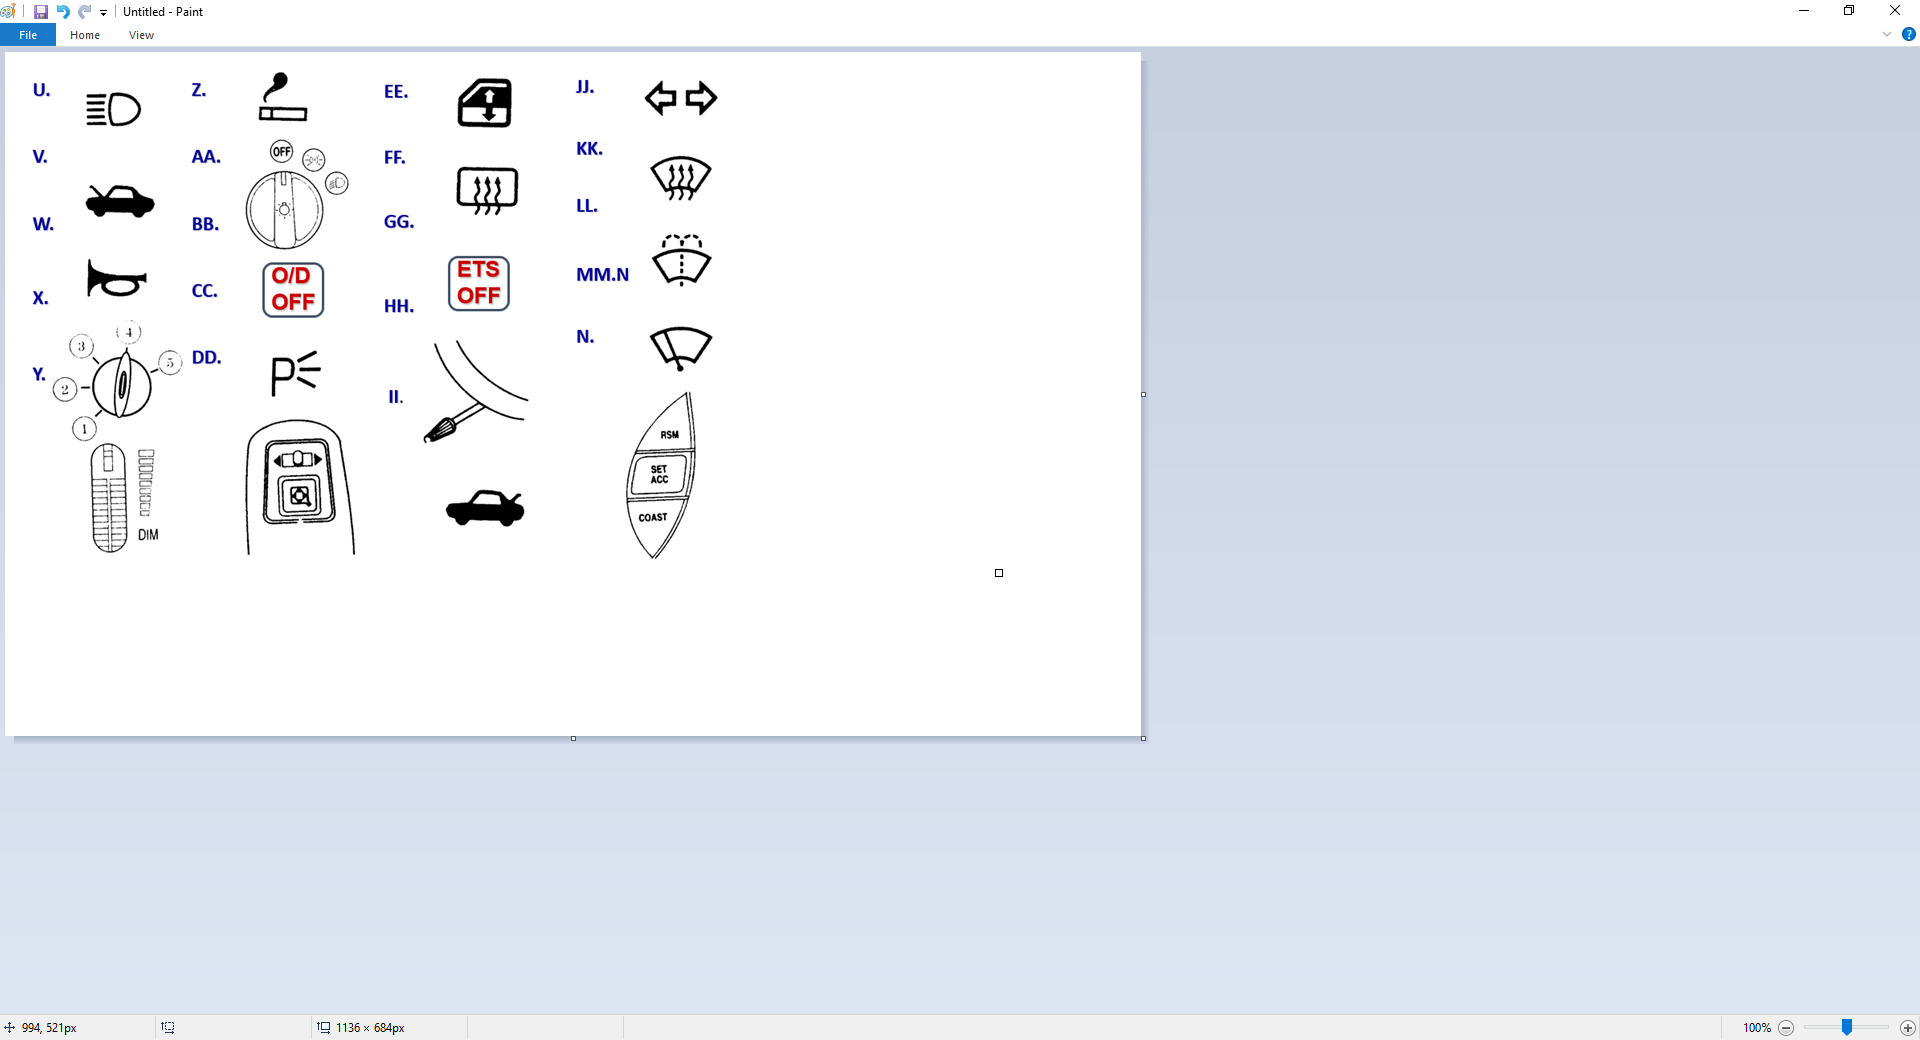 Untitled - Paint
File Home View
U.
Z.
EE.
JJ.
V.
AA.
OFF
FF.
KK.
W.
BB.
GG.
LL.
X.
CC.
O/D
OFF
HH.
ETS
OFF
MM.N
Y.
1
2
3
4
5
DD.
P
II.
N.
DIM
RSM
SET
ACC
COAST
994, 521px
1136 × 684px
100%